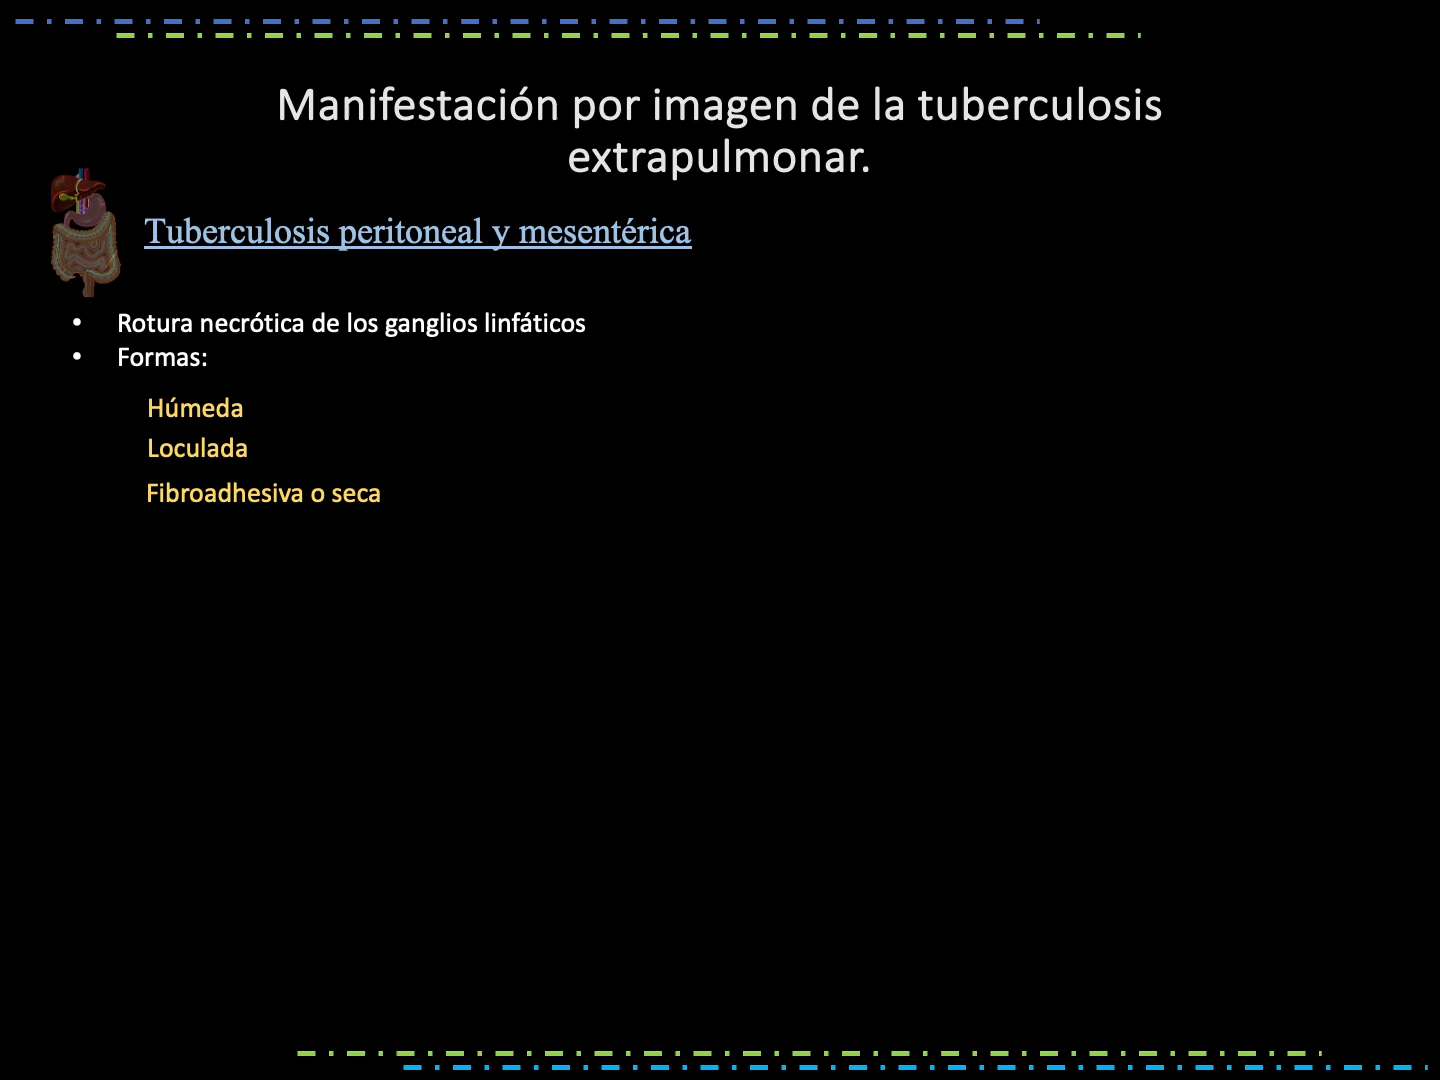 Manifestación por imagen de la tuberculosis
extrapulmonar.
Tuberculosis peritoneal y mesentérica
• Rotura necrótica de los ganglios linfáticos
• Formas:
Húmeda
Loculada
Fibroadhesiva o seca